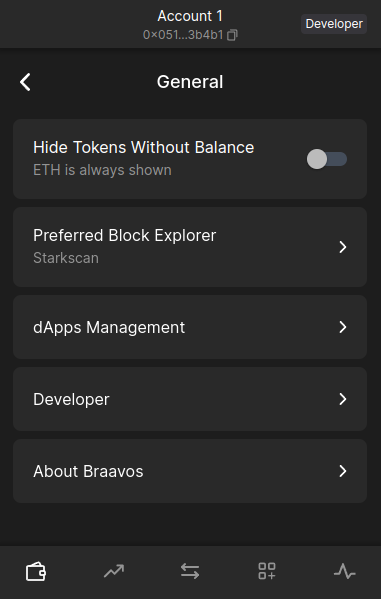 Account 1
0x051...3b4b1
Developer
General
Hide Tokens Without Balance
ETH is always shown
Preferred Block Explorer
Starkscan
dApps Management
Developer
About Braavos